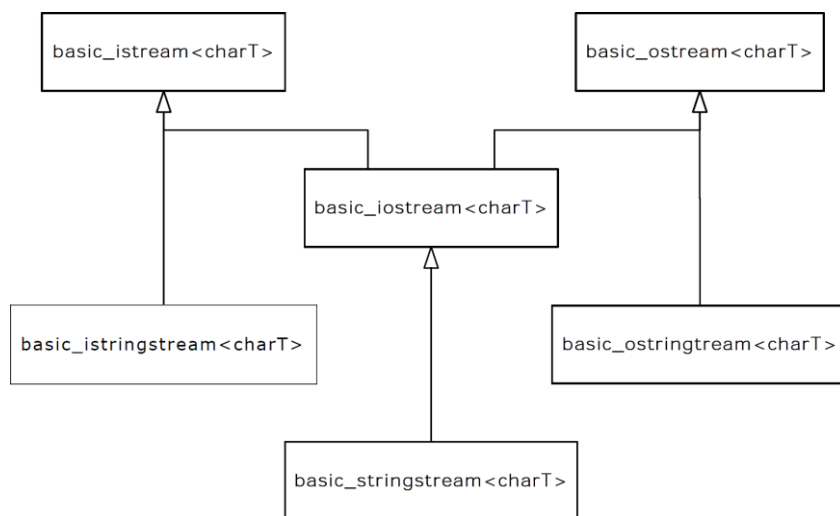 basic_istream<charT>
basic_ostream<charT>
basic_iostream<charT>
basic_istringstream<charT>
basic_ostringtream<charT>
basic_stringstream<charT>